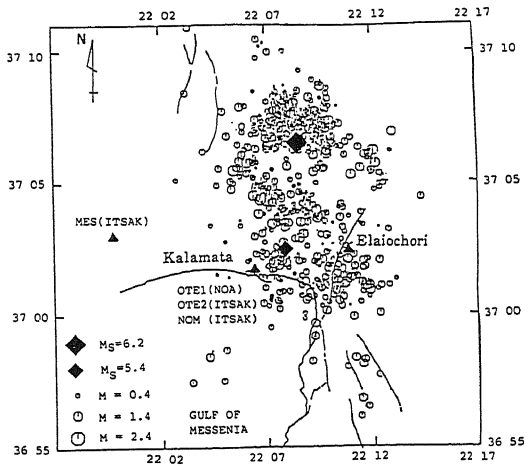 22 02 22 07 22 12 22 17
37 10 N 37 10
37 05 37 05
MES(ITSAK)
Kalamata Elaiochori
OTE1(NOA)
OTE2(ITSAK)
NOM (ITSAK)
37 00 37 00
MS=6.2
MS=5.4
M = 0.4
M = 1.4
M = 2.4
GULF OF
MESSENIA
36 55 36 55
22 02 22 07 22 12